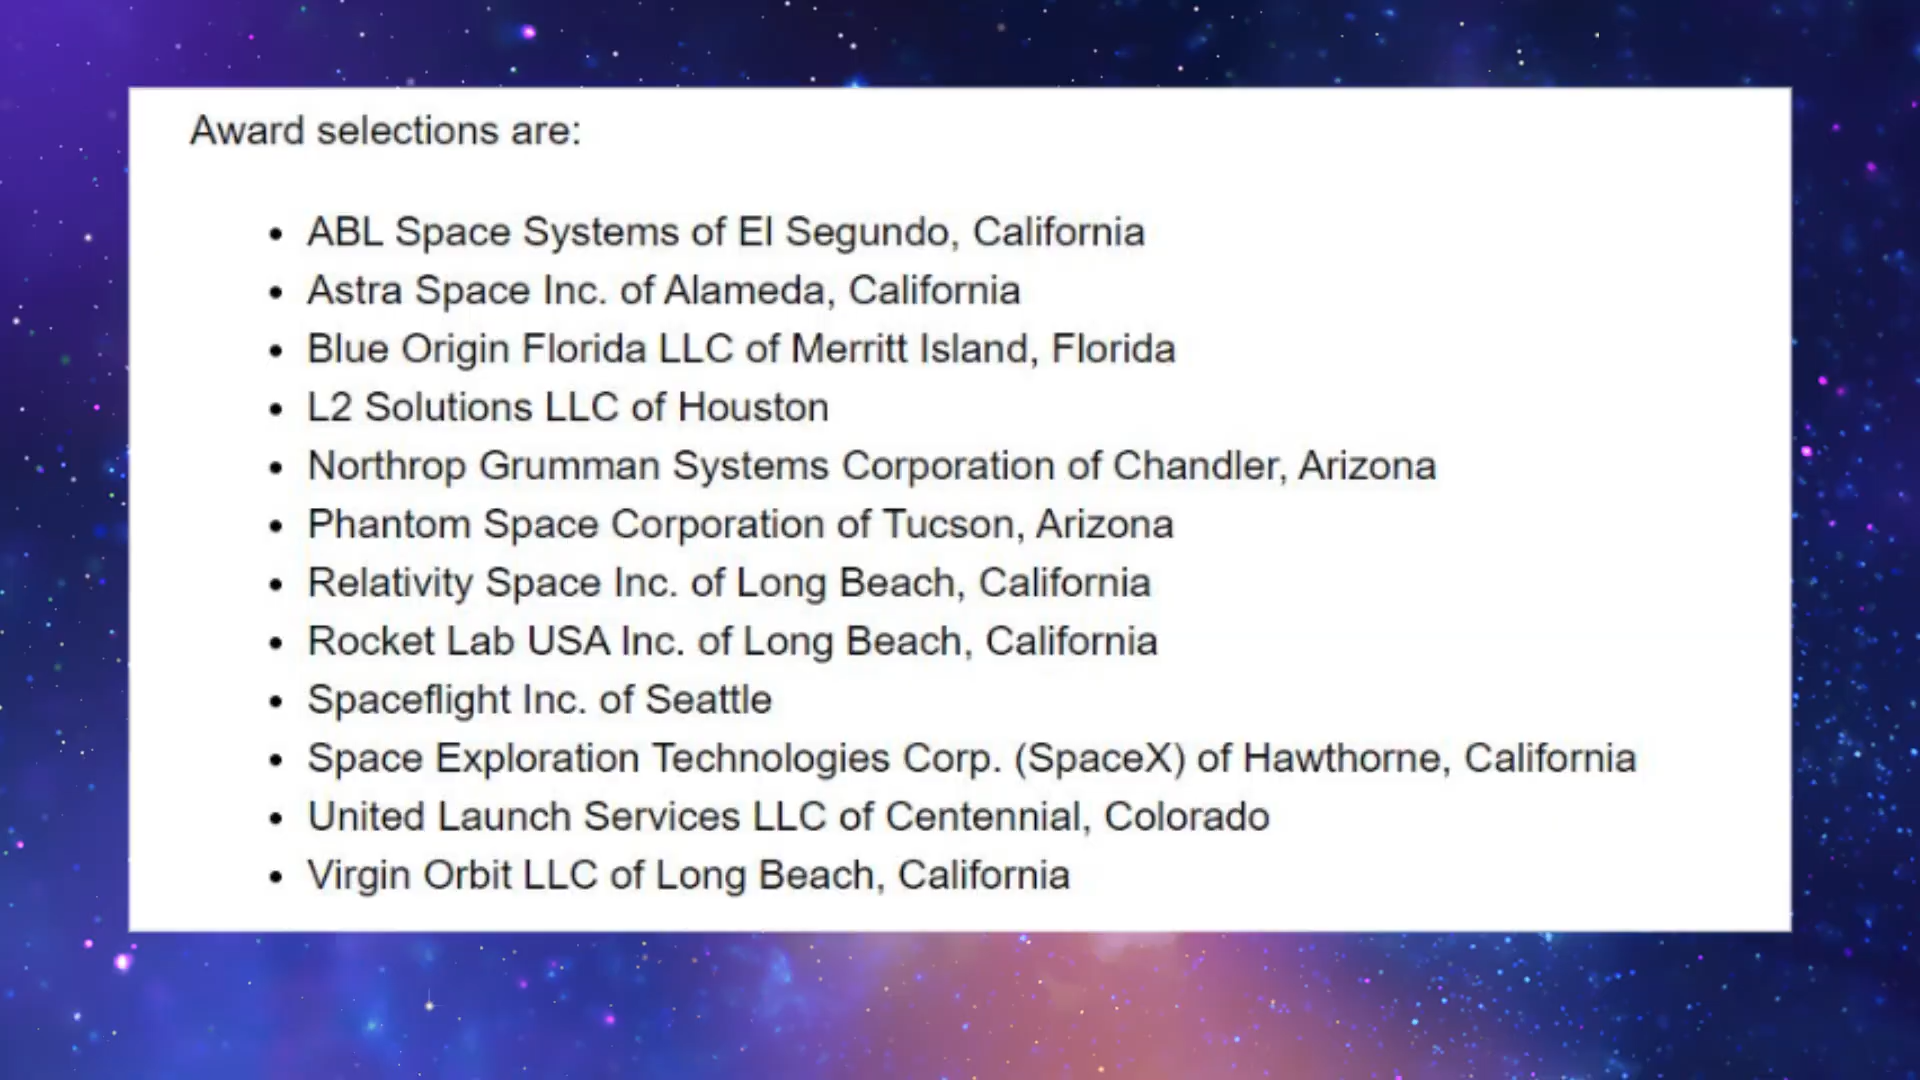 Award selections are:
• ABL Space Systems of El Segundo, California
• Astra Space Inc. of Alameda, California
• Blue Origin Florida LLC of Merritt Island, Florida
• L2 Solutions LLC of Houston
• Northrop Grumman Systems Corporation of Chandler, Arizona
• Phantom Space Corporation of Tucson, Arizona
• Relativity Space Inc. of Long Beach, California
• Rocket Lab USA Inc. of Long Beach, California
• Spaceflight Inc. of Seattle
• Space Exploration Technologies Corp. (SpaceX) of Hawthorne, California
• United Launch Services LLC of Centennial, Colorado
• Virgin Orbit LLC of Long Beach, California